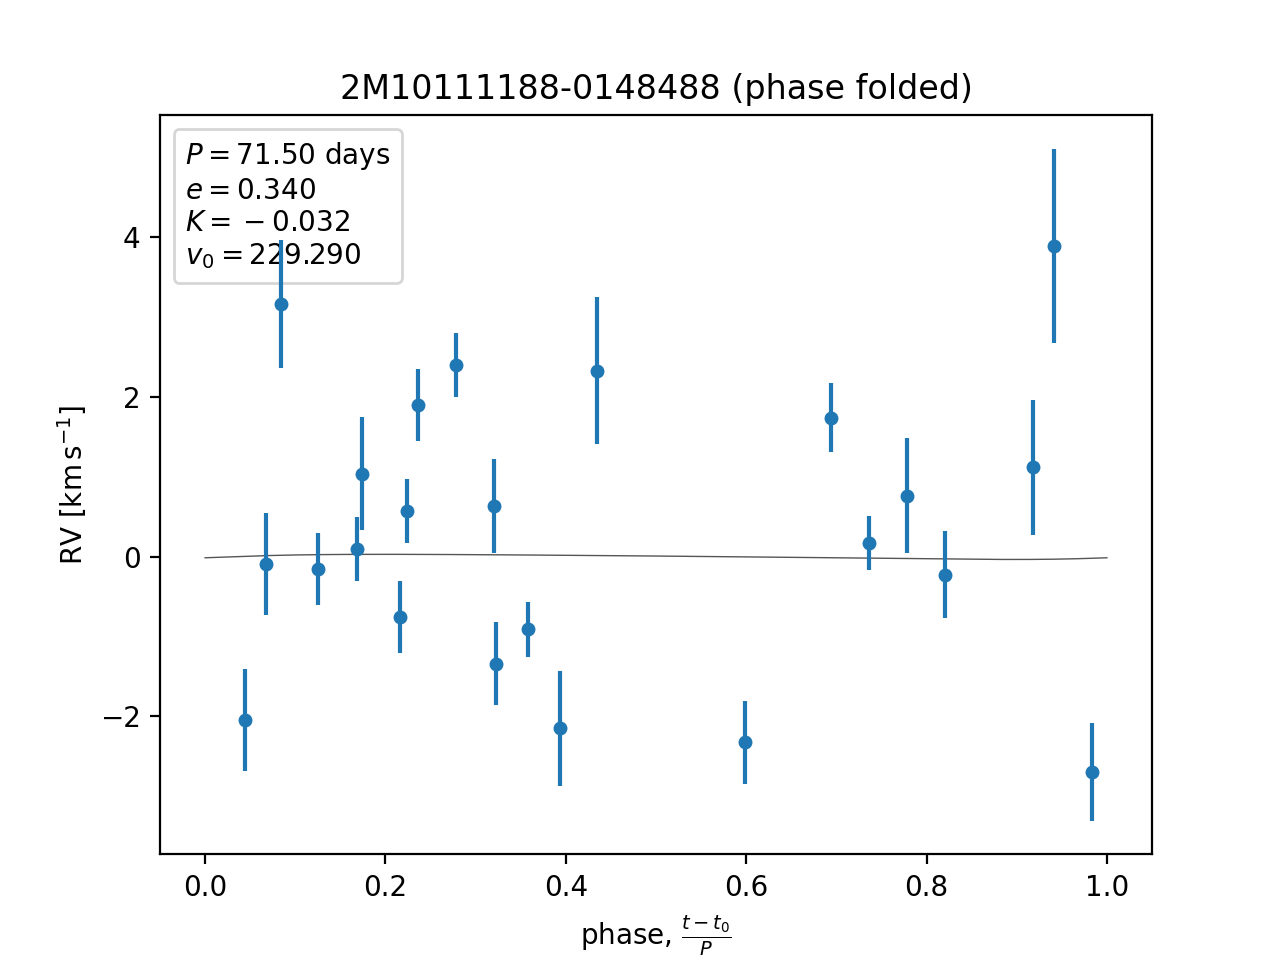 2M10111188-0148488 (phase folded)
P = 71.50 days
e = 0.340
K = −0.032
v₀ = 229.290
4
2
0
−2
RV [km s⁻¹]
0.0 0.2 0.4 0.6 0.8 1.0
phase, (t − t₀)/P